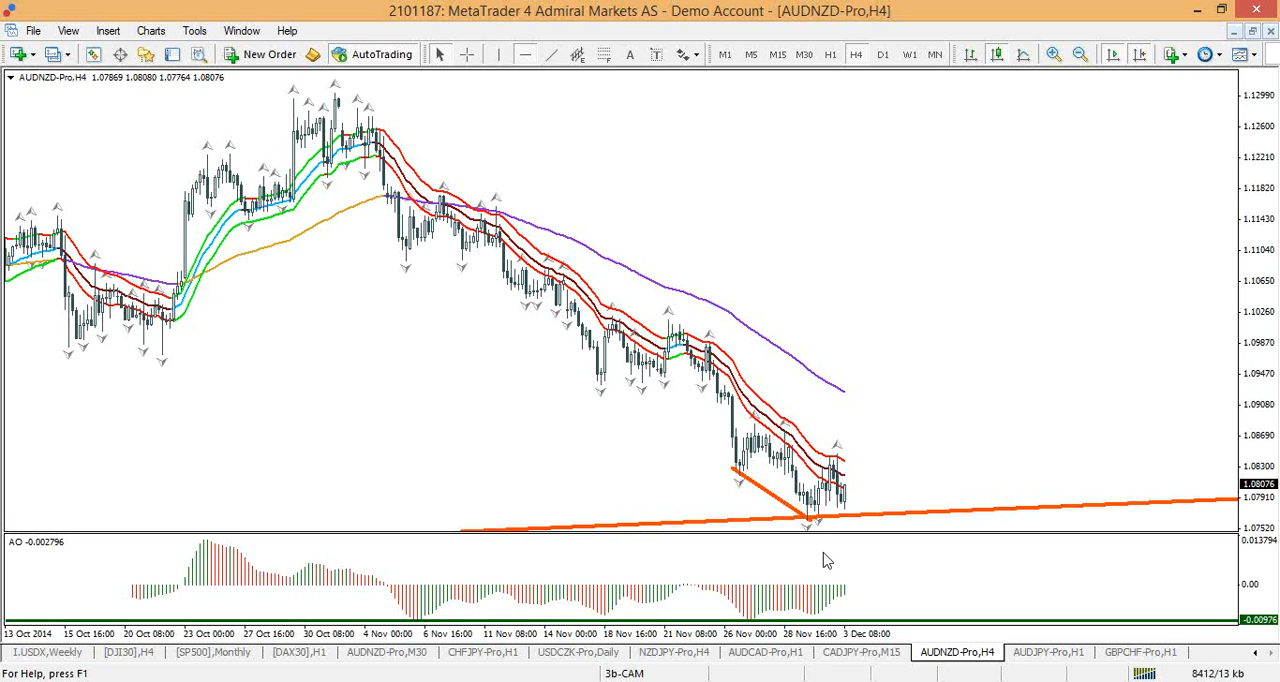 2101187: MetaTrader 4 Admiral Markets AS - Demo Account - [AUDNZD-Pro,H4]
File View Insert Charts Tools Window Help
New Order AutoTrading A T M1 M5 M15 M30 H1 H4 D1 W1 MN
AUDNZD-Pro,H4 1.07869 1.08080 1.07764 1.08076
1.12990
1.12600
1.12210
1.11820
1.11430
1.11040
1.10650
1.10260
1.09870
1.09470
1.09080
1.08690
1.08300
1.08076
1.07910
1.07520
AO -0.002796
0.013794
0.00
-0.00976
13 Oct 2014 15 Oct 16:00 20 Oct 08:00 23 Oct 00:00 27 Oct 16:00 30 Oct 08:00 4 Nov 00:00 6 Nov 16:00 11 Nov 08:00 14 Nov 00:00 18 Nov 16:00 21 Nov 08:00 26 Nov 00:00 28 Nov 16:00 3 Dec 08:00
I.USDX,Weekly [DJI30],H4 [SP500],Monthly [DAX30],H1 AUDNZD-Pro,M30 CHFJPY-Pro,H1 USDCZK-Pro,Daily NZDJPY-Pro,H4 AUDCAD-Pro,H1 CADJPY-Pro,M15 AUDNZD-Pro,H4 AUDJPY-Pro,H1 GBPCHF-Pro,H1
For Help, press F1 3b-CAM 8412/13 kb